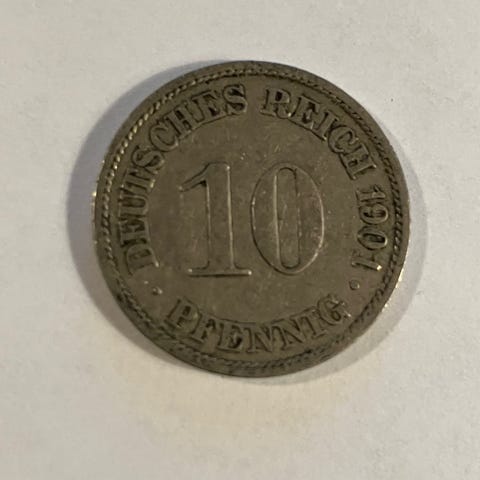 DEUTSCHES REICH 1901
10
PFENNIG